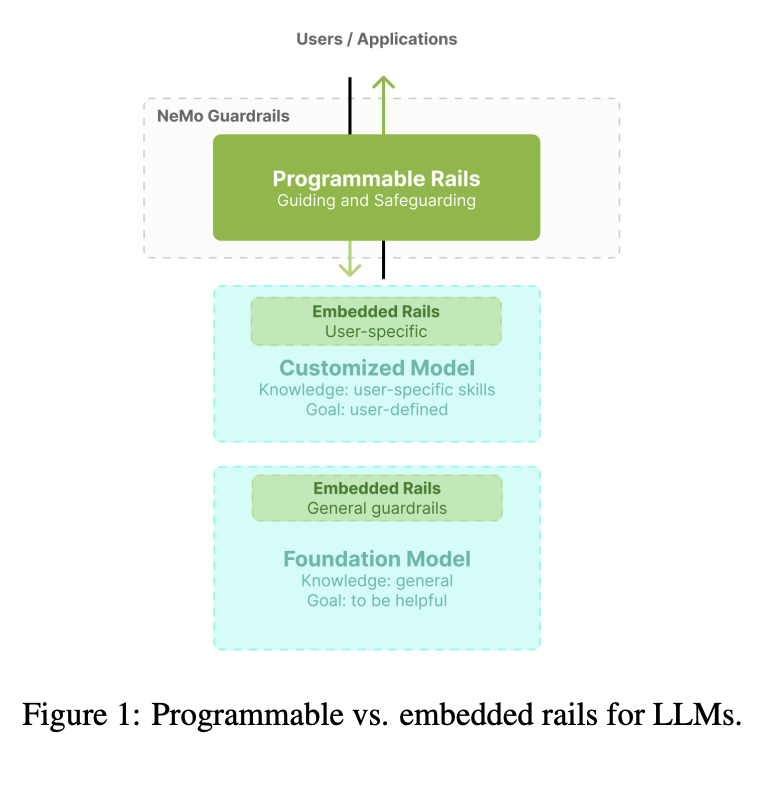 Users / Applications
NeMo Guardrails
Programmable Rails
Guiding and Safeguarding
Embedded Rails
User-specific
Customized Model
Knowledge: user-specific skills
Goal: user-defined
Embedded Rails
General guardrails
Foundation Model
Knowledge: general
Goal: to be helpful
Figure 1: Programmable vs. embedded rails for LLMs.